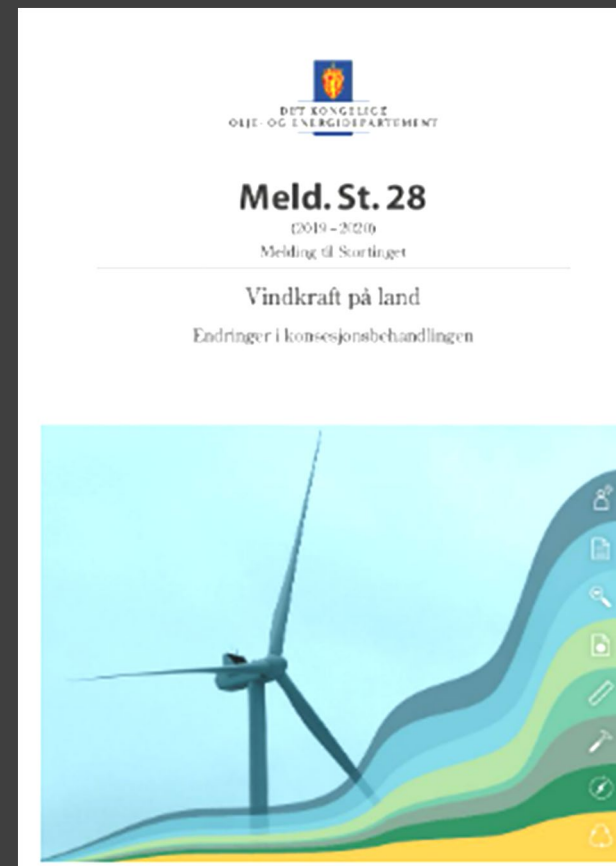 DET KONGELIGE
OLJE- OG ENERGIDEPARTEMENT
Meld. St. 28
(2019–2020)
Melding til Stortinget
Vindkraft på land
Endringer i konsesjonsbehandlingen